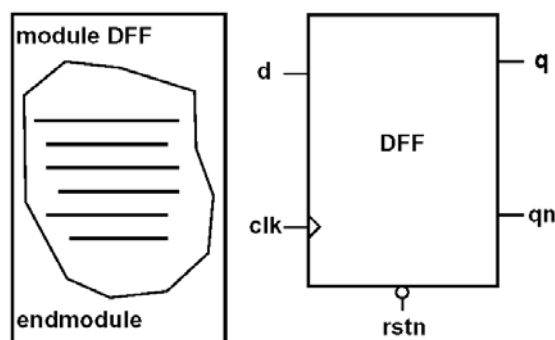 module DFF
endmodule
d
clk
DFF
q
qn
rstn